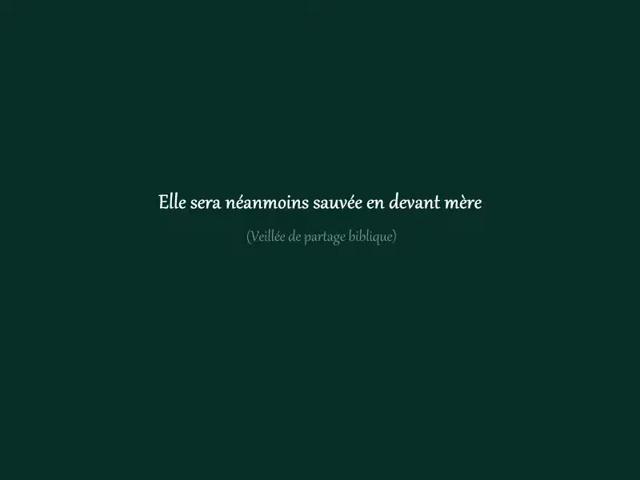 Elle sera néanmoins sauvée en devant mère
(Veillée de partage biblique)